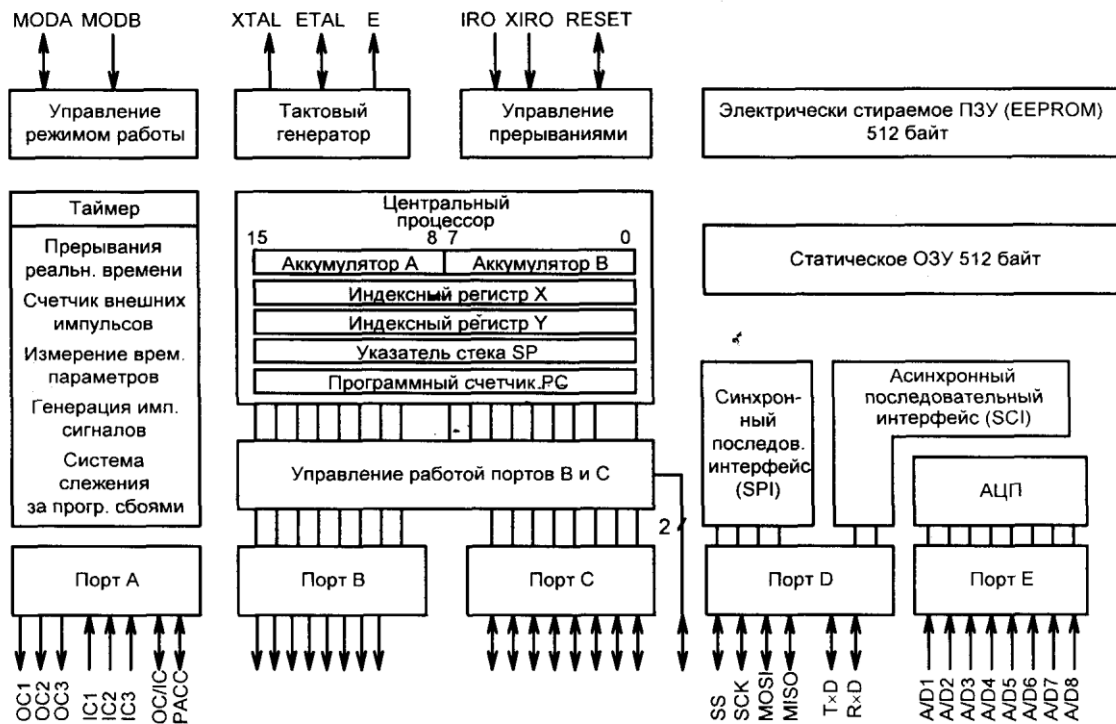 MODA MODB
XTAL ETAL E
IRO XIRO RESET
Управление
режимом работы
Тактовый
генератор
Управление
прерываниями
Электрически стираемое ПЗУ (EEPROM)
512 байт
Таймер
Прерывания
реальн. времени
Счетчик внешних
импульсов
Измерение врем.
параметров
Генерация имп.
сигналов
Система
слежения
за прогр. сбоями
Центральный
процессор
15 8 7 0
Аккумулятор A
Аккумулятор B
Индексный регистр X
Индексный регистр Y
Указатель стека SP
Программный счетчик.PC
Статическое ОЗУ 512 байт
Управление работой портов B и C
2
Синхрон-
ный
последов.
интерфейс
(SPI)
Асинхронный
последовательный
интерфейс (SCI)
АЦП
Порт A
Порт B
Порт C
Порт D
Порт E
OC1
OC2
OC3
IC1
IC2
IC3
OC/IC
PACC
SS
SCK
MOSI
MISO
T×D
R×D
A/D1
A/D2
A/D3
A/D4
A/D5
A/D6
A/D7
A/D8